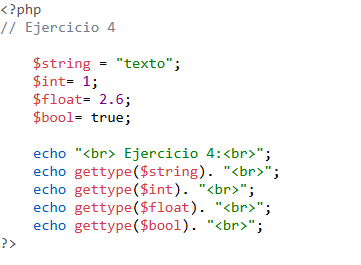 <?php
// Ejercicio 4
$string = "texto";
$int= 1;
$float= 2.6;
$bool= true;
echo "<br> Ejercicio 4:<br>";
echo gettype($string). "<br>";
echo gettype($int). "<br>";
echo gettype($float). "<br>";
echo gettype($bool). "<br>";
?>